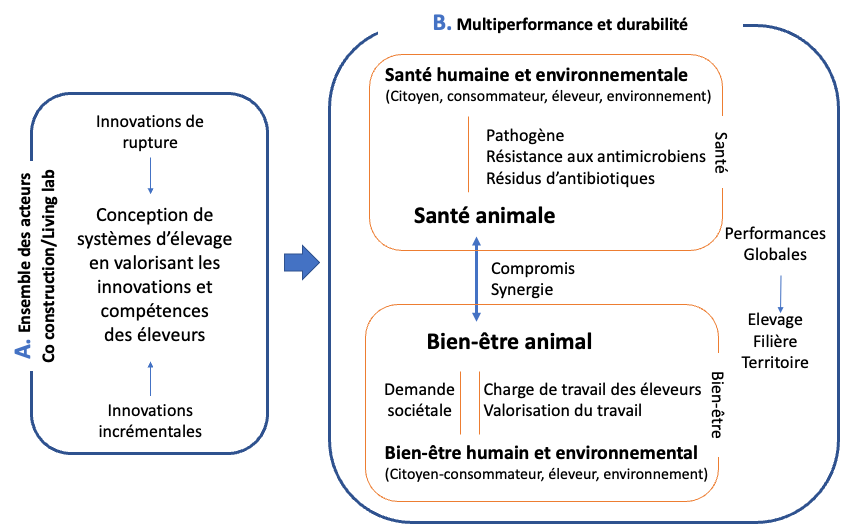 A. Ensemble des acteurs
Co construction/Living lab
Innovations de
rupture
Conception de
systèmes d’élevage
en valorisant les
innovations et
compétences
des éleveurs
Innovations
incrémentales
B. Multiperformance et durabilité
Santé humaine et environnementale
(Citoyen, consommateur, éleveur, environnement)
Pathogène
Résistance aux antimicrobiens
Résidus d’antibiotiques
Santé
Santé animale
Compromis
Synergie
Bien-être animal
Demande
sociétale
Charge de travail des éleveurs
Valorisation du travail
Bien-être
Bien-être humain et environnemental
(Citoyen-consommateur, éleveur, environnement)
Performances
Globales
Elevage
Filière
Territoire